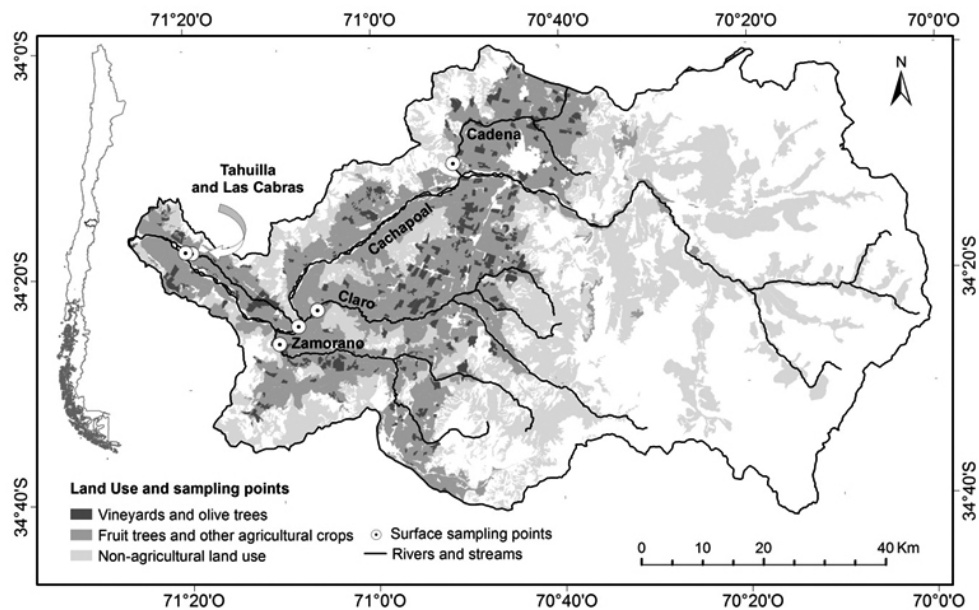 71°20'O 71°0'O 70°40'O 70°20'O 70°0'O
34°0'S
34°20'S
34°40'S
N
Cadena
Tahuilla
and Las Cabras
Cachapoal
Claro
Zamorano
34°20'S
34°40'S
Land Use and sampling points
Vineyards and olive trees
Fruit trees and other agricultural crops
Non-agricultural land use
Surface sampling points
Rivers and streams
0 10 20 40 Km
71°20'O 71°0'O 70°40'O 70°20'O 70°0'O